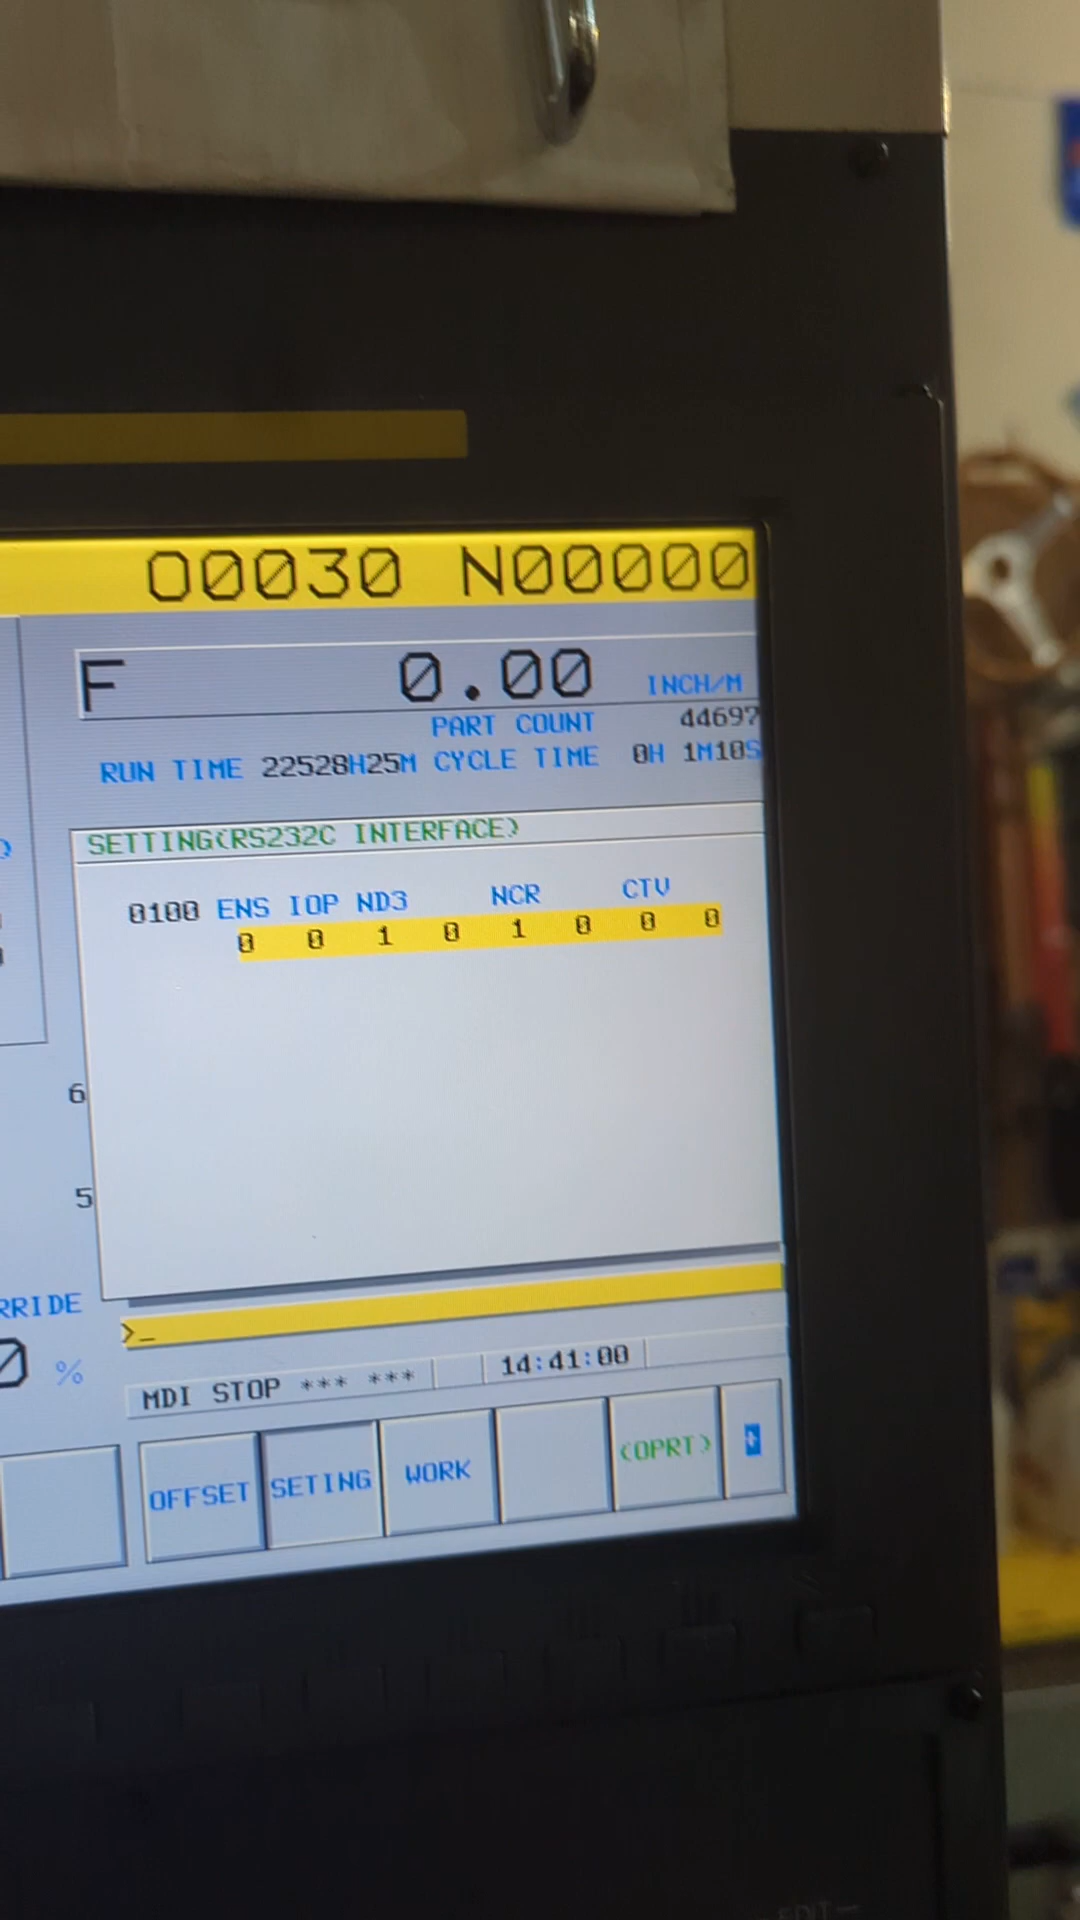 O0030 N00000
F 0.00 INCH/M
PART COUNT 44697
RUN TIME 22528H25M CYCLE TIME 0H 1M10S
SETTING(RS232C INTERFACE)
0100 ENS IOP ND3 NCR CTV
0 0 1 0 1 0 0 0
6
5
RRIDE
0 %
>_
MDI STOP *** *** 14:41:00
OFFSET SETING WORK (OPRT) +
EDIT